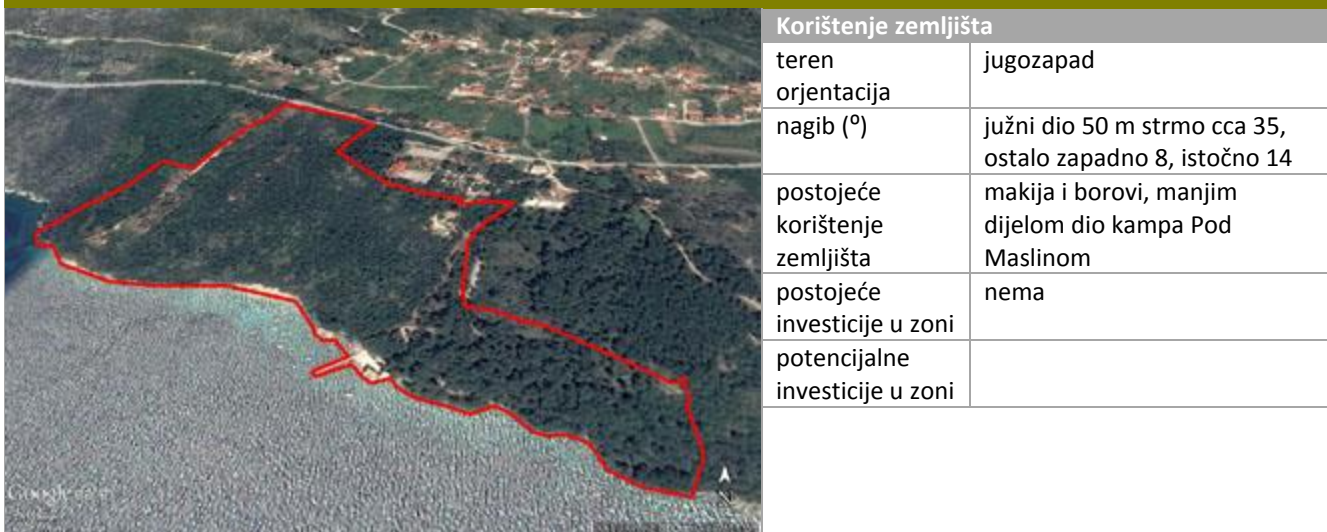 Korištenje zemljišta
teren
orjentacija
jugozapad
nagib (⁰)
južni dio 50 m strmo cca 35,
ostalo zapadno 8, istočno 14
postojeće
korištenje
zemljišta
makija i borovi, manjim
dijelom dio kampa Pod
Maslinom
postojeće
investicije u zoni
nema
potencijalne
investicije u zoni
N